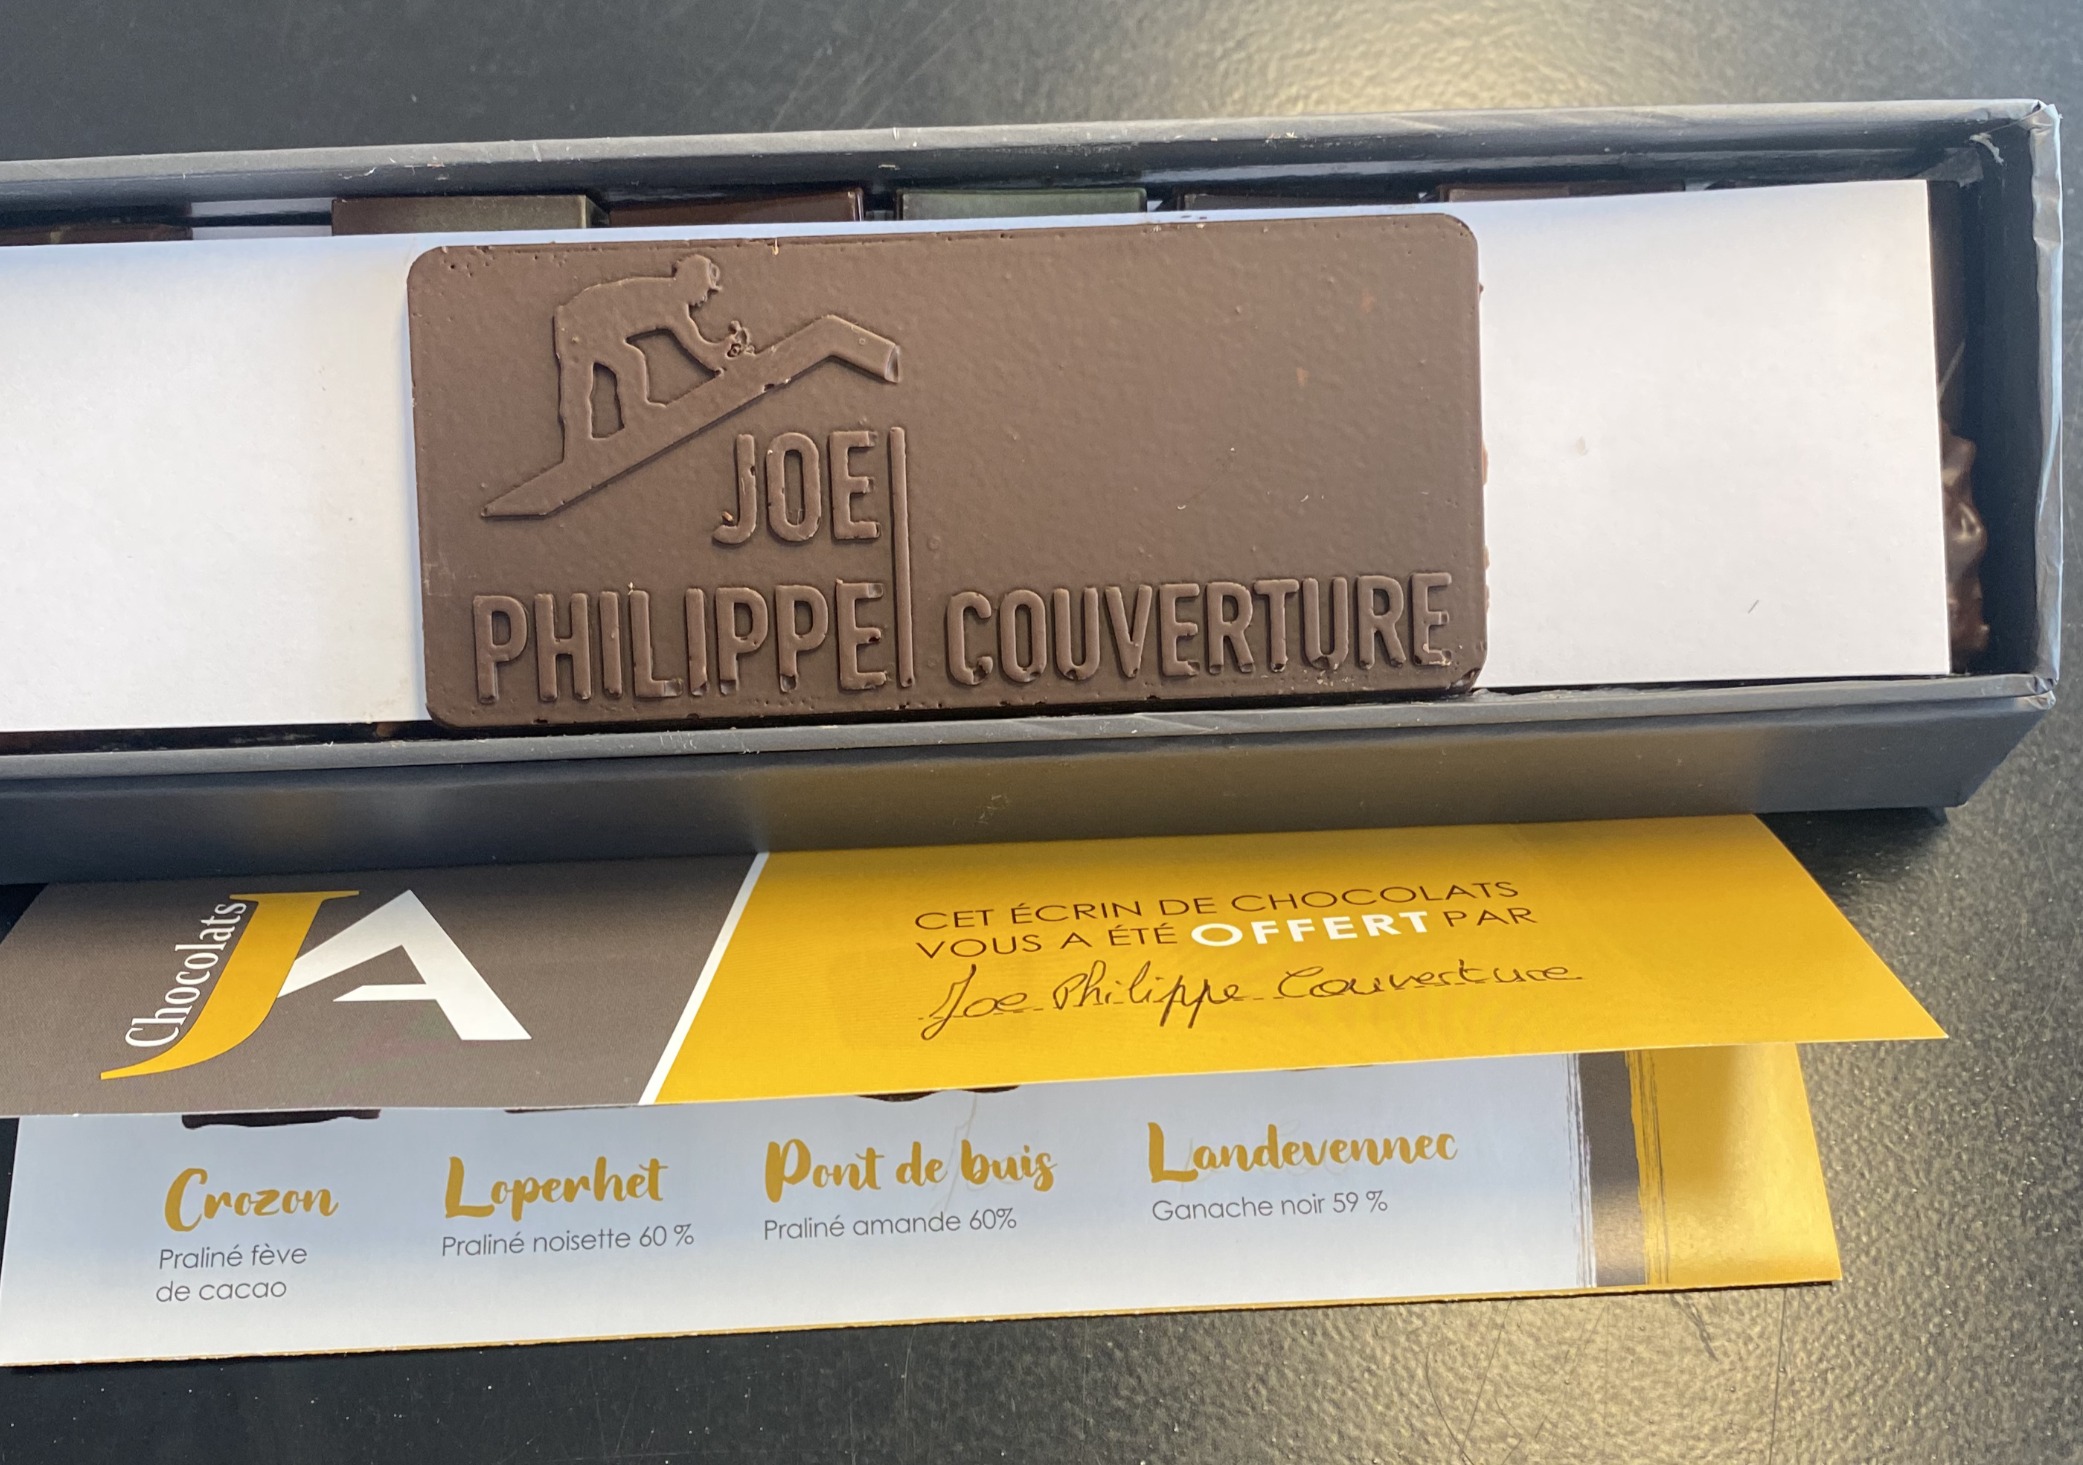 JOE
PHILIPPE COUVERTURE
Chocolats
JA
CET ÉCRIN DE CHOCOLATS
VOUS A ÉTÉ OFFERT PAR
Joe Philippe Couverture
Crozon
Praliné fève
de cacao
Loperhet
Praliné noisette 60 %
Pont de buis
Praliné amande 60%
Landevennec
Ganache noir 59 %